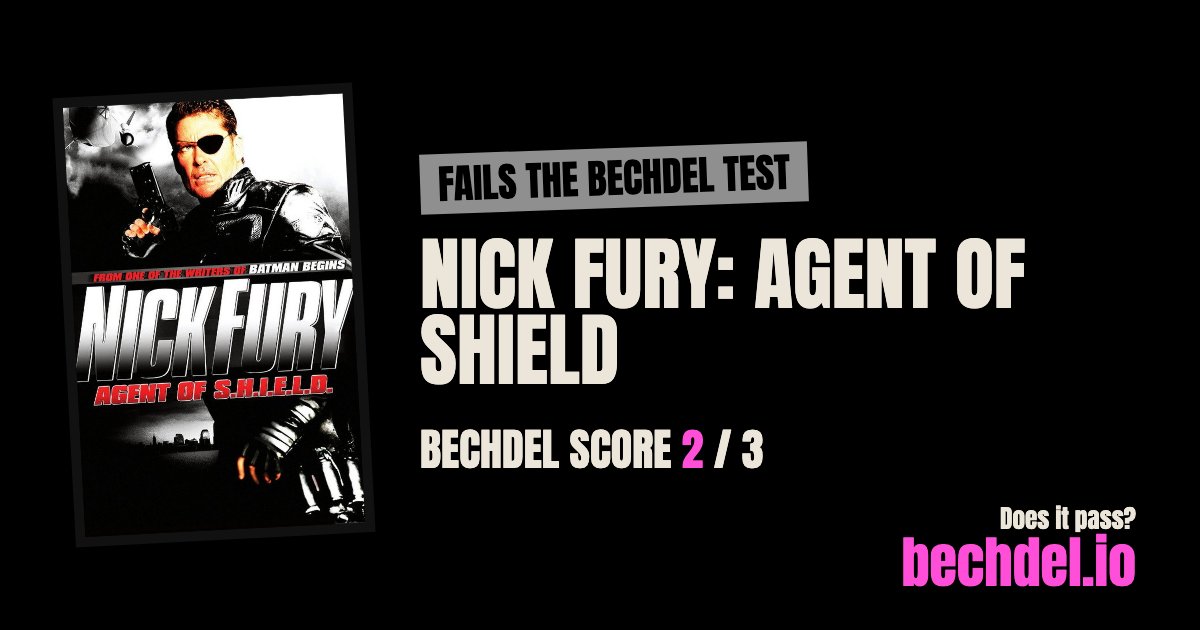 FROM ONE OF THE WRITERS OF BATMAN BEGINS
NICK FURY
AGENT OF S.H.I.E.L.D.
FAILS THE BECHDEL TEST
NICK FURY: AGENT OF
SHIELD
BECHDEL SCORE 2 / 3
Does it pass?
bechdel.io